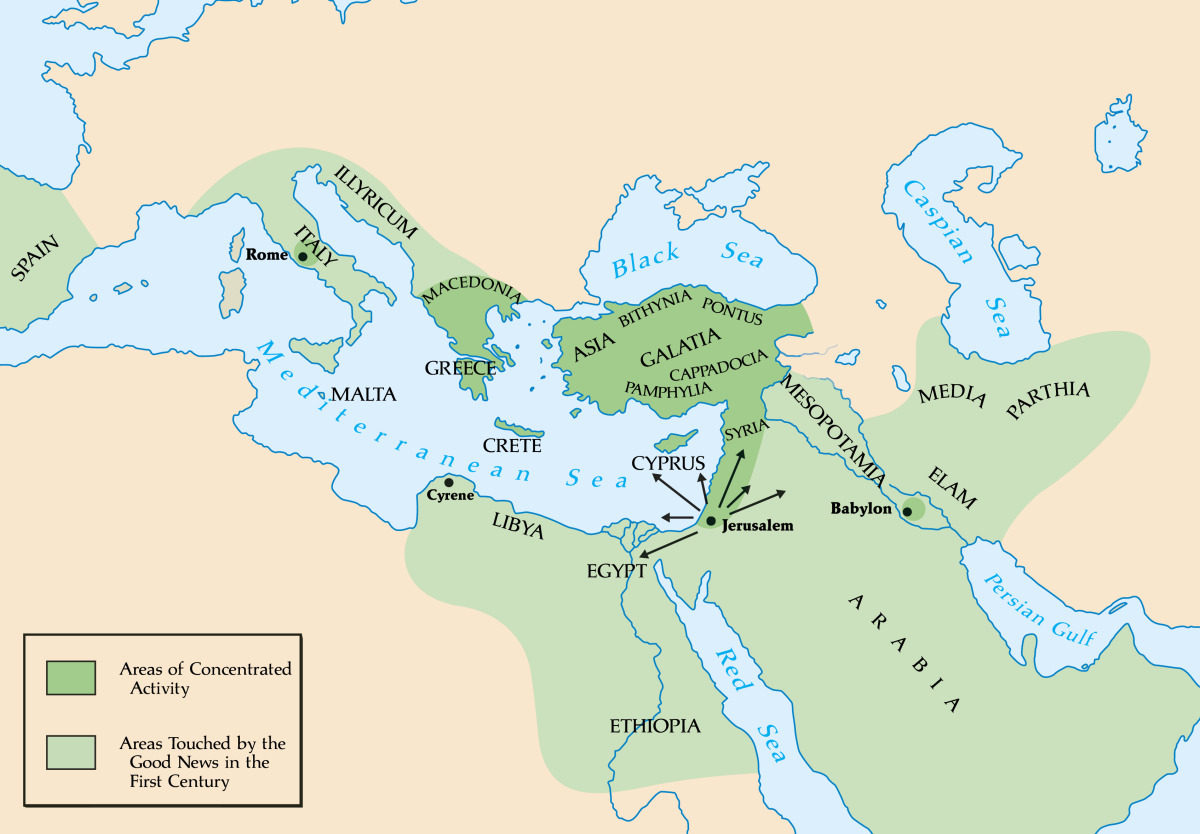 ILLYRICUM
SPAIN
ITALY
Rome
Black Sea
Caspian Sea
MACEDONIA
BITHYNIA
PONTUS
ASIA
GALATIA
GREECE
CAPPADOCIA
PAMPHYLIA
MALTA
Mediterranean Sea
MEDIA
PARTHIA
MESOPOTAMIA
SYRIA
CRETE
CYPRUS
ELAM
Cyrene
Babylon
LIBYA
Jerusalem
EGYPT
Persian Gulf
ARABIA
Red Sea
ETHIOPIA
Areas of Concentrated
Activity
Areas Touched by the
Good News in the
First Century